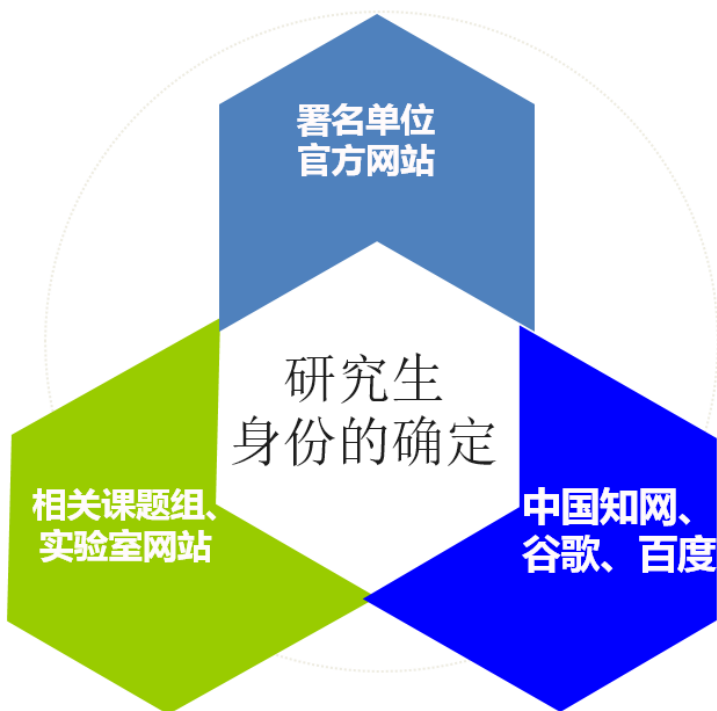 署名单位
官方网站
研究生
身份的确定
相关课题组、
实验室网站
中国知网、
谷歌、百度